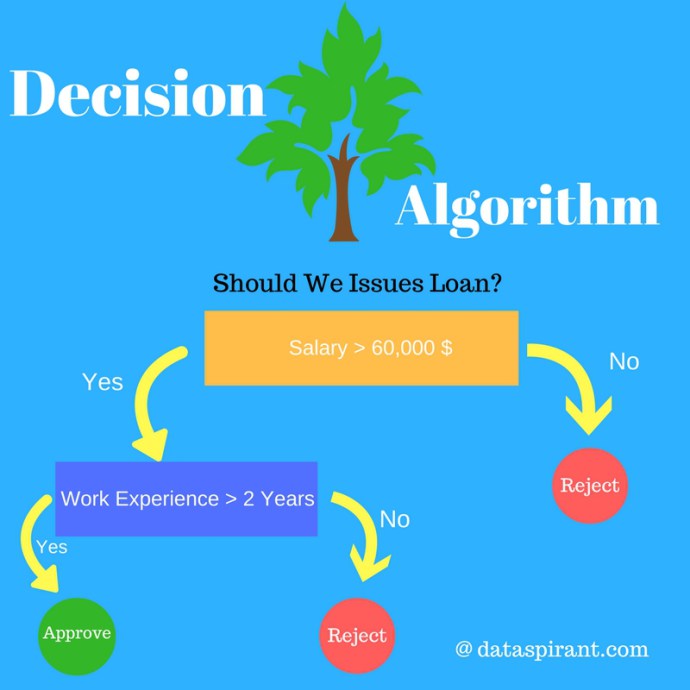 Decision
Algorithm
Should We Issues Loan?
Salary > 60,000 $
Yes
No
Work Experience > 2 Years
Reject
Yes
No
Approve
Reject
@ dataspirant.com